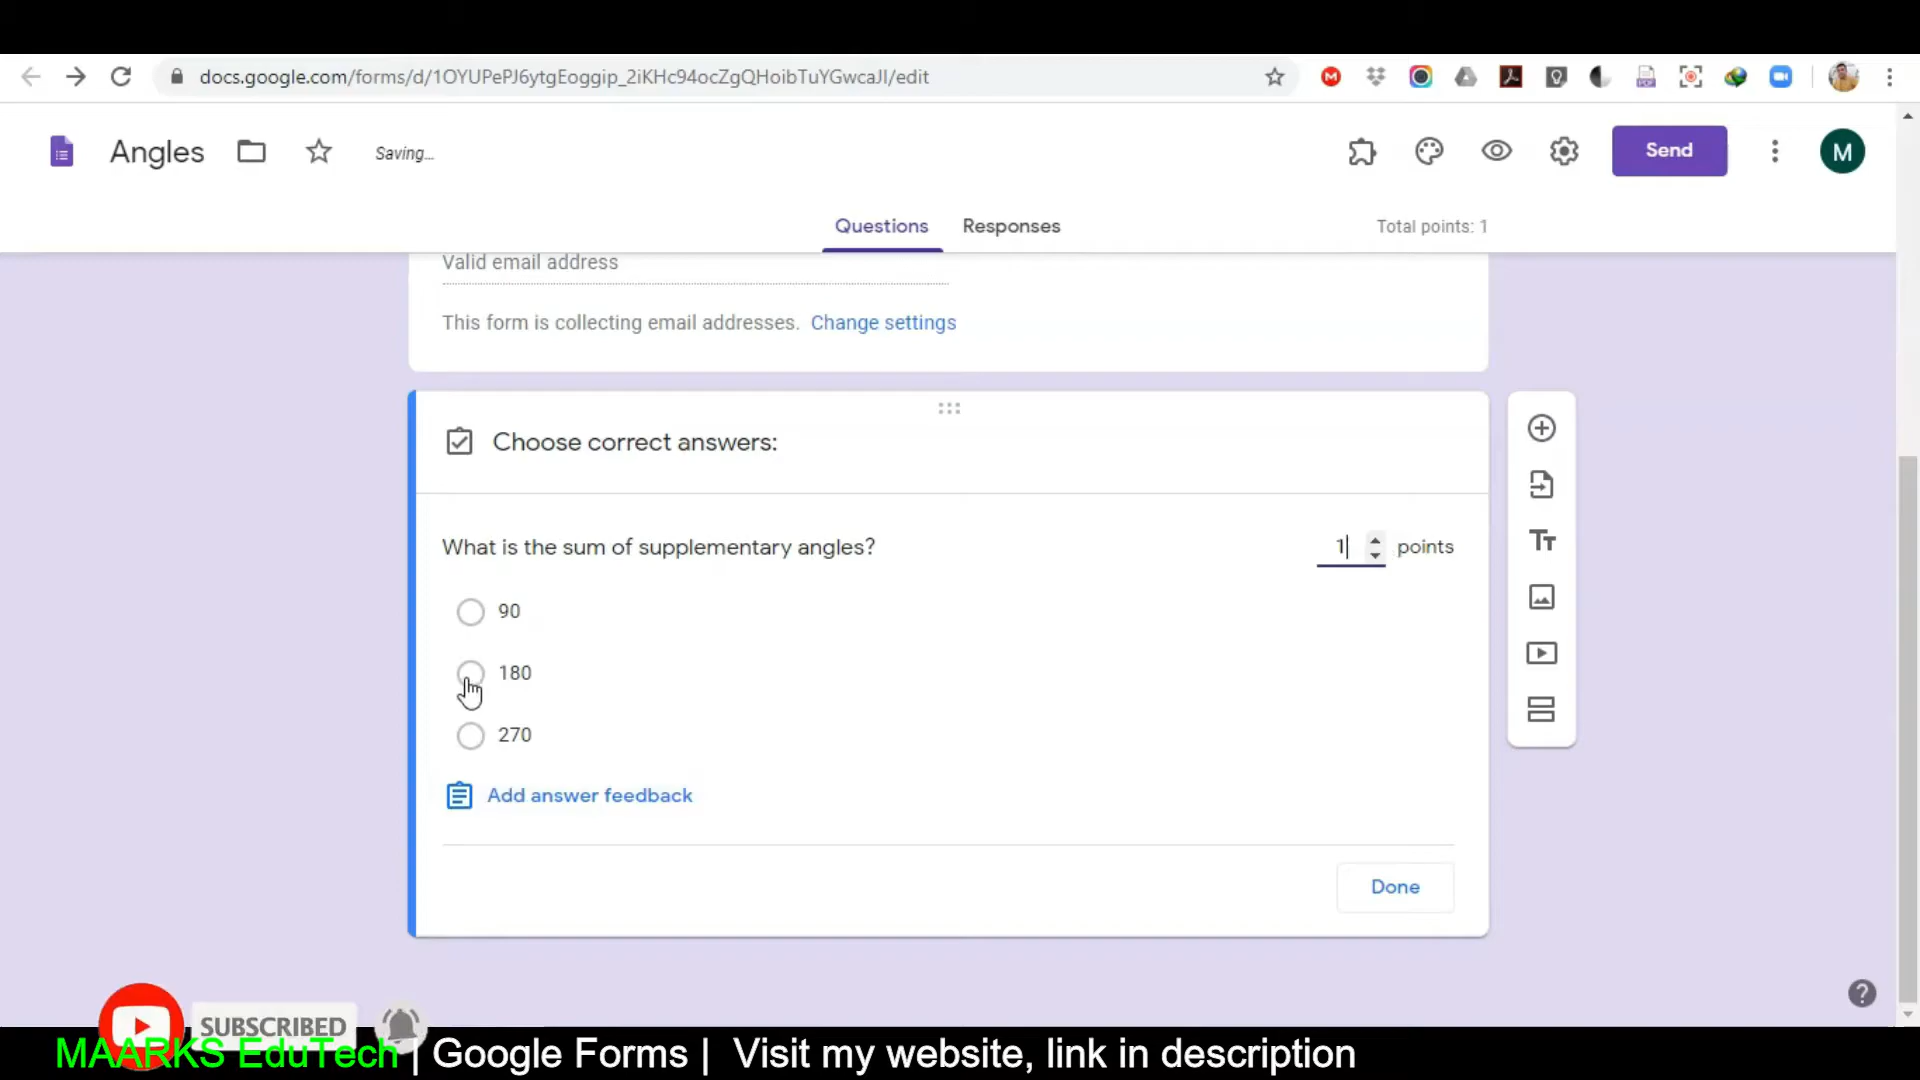 docs.google.com/forms/d/1OYUPePJ6ytgEoggip_2iKHc94ocZgQHoibTuYGwcaJI/edit
Angles
Saving...
Send
M
Questions
Responses
Total points: 1
Valid email address
This form is collecting email addresses. Change settings
Choose correct answers:
What is the sum of supplementary angles?
1 points
90
180
270
Add answer feedback
Done
SUBSCRIBED
MAARKS EduTech | Google Forms | Visit my website, link in description